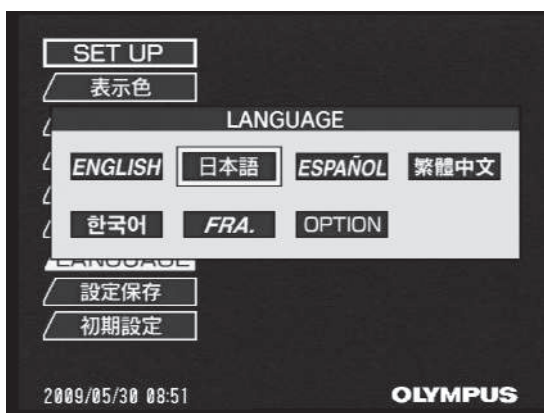 SET UP
表示色
LANGUAGE
ENGLISH 日本語 ESPAÑOL 繁體中文
한국어 FRA. OPTION
LANGUAGE
設定保存
初期設定
2009/05/30 08:51 OLYMPUS